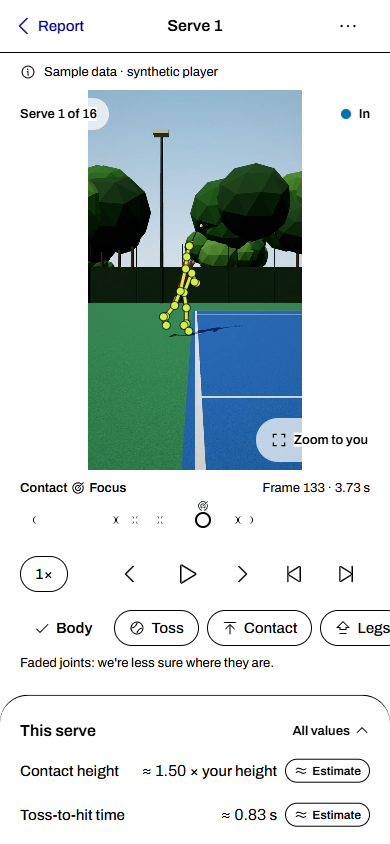 Report
Serve 1
Sample data · synthetic player
Serve 1 of 16
In
Zoom to you
Contact Focus
Frame 133 · 3.73 s
1×
Body
Toss
Contact
Legs
Faded joints: we're less sure where they are.
This serve
All values
Contact height ≈ 1.50 × your height Estimate
Toss-to-hit time ≈ 0.83 s Estimate